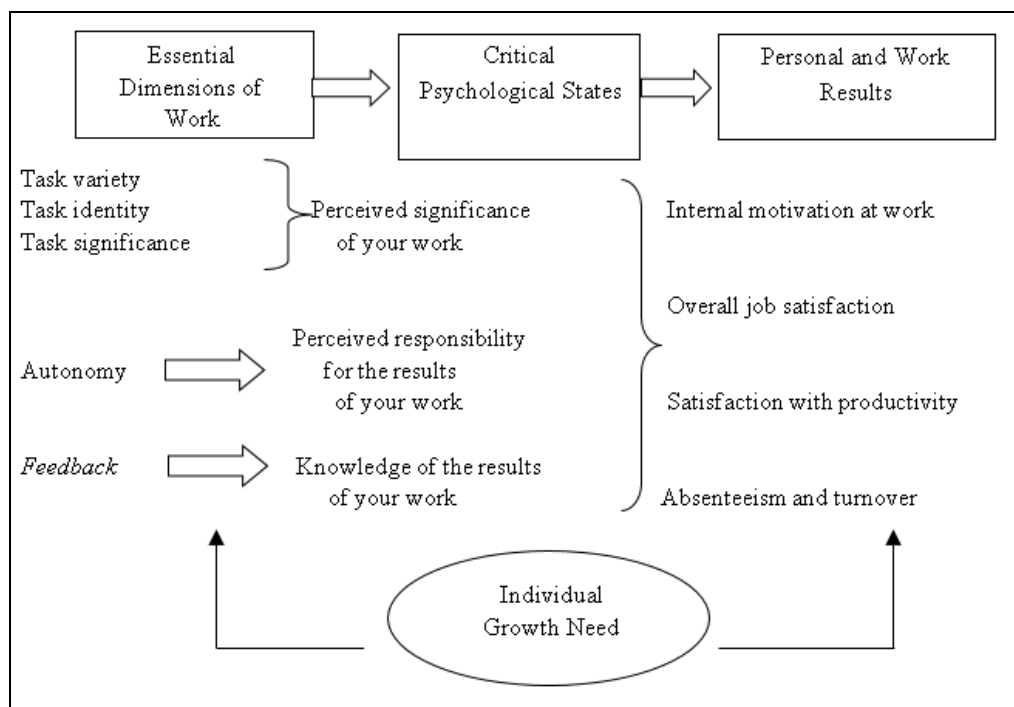 Essential
Dimensions of
Work
Critical
Psychological States
Personal and Work
Results
Task variety
Task identity
Task significance
Perceived significance
of your work
Internal motivation at work
Overall job satisfaction
Autonomy
Perceived responsibility
for the results
of your work
Satisfaction with productivity
Feedback
Knowledge of the results
of your work
Absenteeism and turnover
Individual
Growth Need